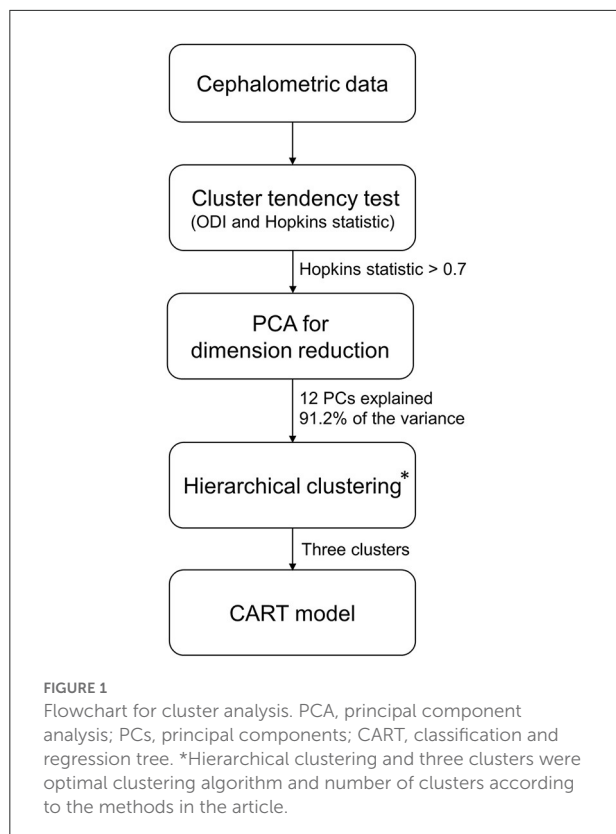 Cephalometric data
Cluster tendency test
(ODI and Hopkins statistic)
Hopkins statistic > 0.7
PCA for
dimension reduction
12 PCs explained
91.2% of the variance
Hierarchical clustering*
Three clusters
CART model
FIGURE 1
Flowchart for cluster analysis. PCA, principal component
analysis; PCs, principal components; CART, classification and
regression tree. *Hierarchical clustering and three clusters were
optimal clustering algorithm and number of clusters according
to the methods in the article.